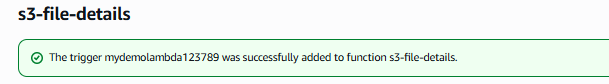 s3-file-details
The trigger mydemolambda123789 was successfully added to function s3-file-details.